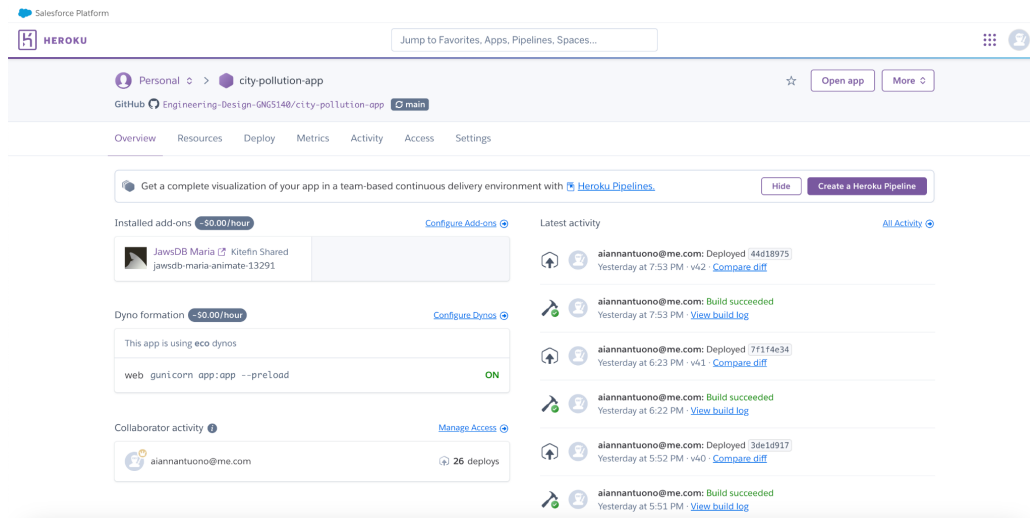 Salesforce Platform
HEROKU
Jump to Favorites, Apps, Pipelines, Spaces...
Personal > city-pollution-app
Open app
More
GitHub Engineering-Design-GNG5140/city-pollution-app main
Overview Resources Deploy Metrics Activity Access Settings
Get a complete visualization of your app in a team-based continuous delivery environment with Heroku Pipelines.
Hide
Create a Heroku Pipeline
Installed add-ons ~$0.00/hour
Configure Add-ons
JawsDB Maria Kitefin Shared
jawsdb-maria-animate-13291
Dyno formation ~$0.00/hour
Configure Dynos
This app is using eco dynos
web gunicorn app:app --preload
ON
Collaborator activity
Manage Access
aiannantuono@me.com
26 deploys
Latest activity
All Activity
aiannantuono@me.com: Deployed 44d18975
Yesterday at 7:53 PM · v42 · Compare diff
aiannantuono@me.com: Build succeeded
Yesterday at 7:53 PM · View build log
aiannantuono@me.com: Deployed 7f1f4e34
Yesterday at 6:23 PM · v41 · Compare diff
aiannantuono@me.com: Build succeeded
Yesterday at 6:22 PM · View build log
aiannantuono@me.com: Deployed 3de1d917
Yesterday at 5:52 PM · v40 · Compare diff
aiannantuono@me.com: Build succeeded
Yesterday at 5:51 PM · View build log